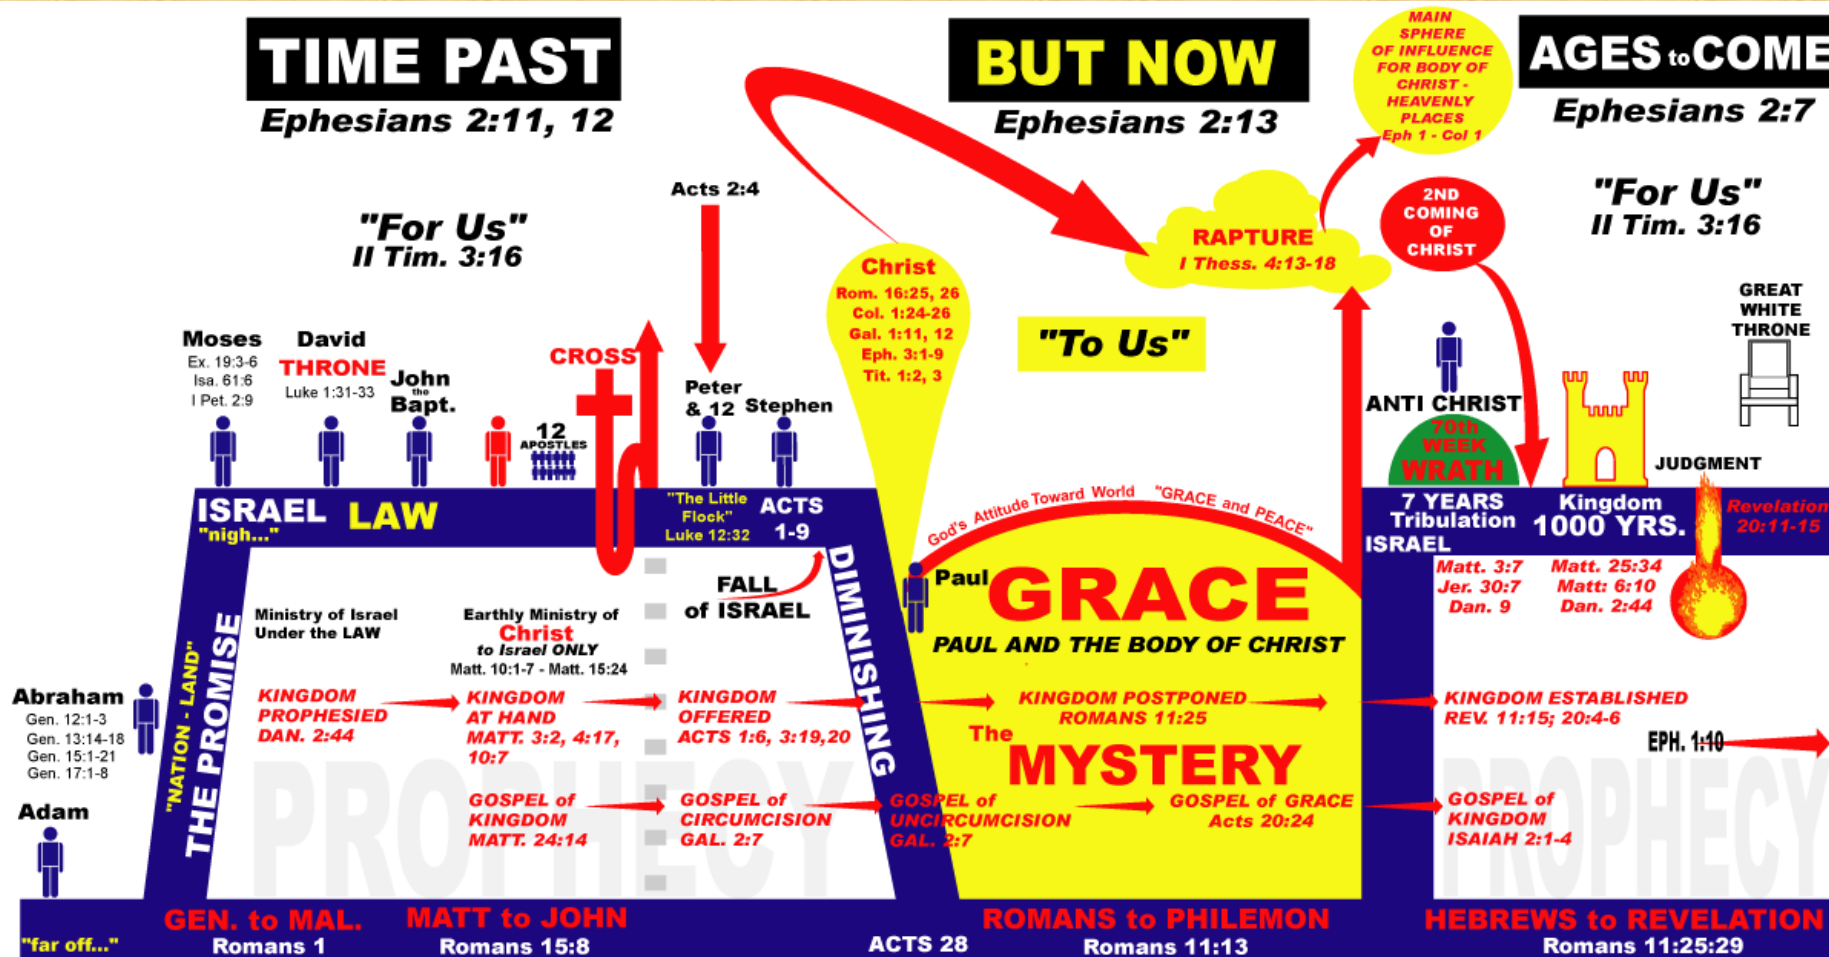 TIME PAST
Ephesians 2:11, 12
"For Us"
II Tim. 3:16
BUT NOW
Ephesians 2:13
MAIN
SPHERE
OF INFLUENCE
FOR BODY OF
CHRIST -
HEAVENLY
PLACES
Eph 1 - Col 1
AGES to COME
Ephesians 2:7
"For Us"
II Tim. 3:16
Acts 2:4
RAPTURE
I Thess. 4:13-18
2ND
COMING
OF
CHRIST
Christ
Rom. 16:25, 26
Col. 1:24-26
Gal. 1:11, 12
Eph. 3:1-9
Tit. 1:2, 3
"To Us"
GREAT
WHITE
THRONE
Moses
Ex. 19:3-6
Isa. 61:6
I Pet. 2:9
David
THRONE
Luke 1:31-33
John
the
Bapt.
12
APOSTLES
CROSS
Peter
& 12
Stephen
ANTI CHRIST
70th
WEEK
WRATH
JUDGMENT
ISRAEL
"nigh..."
LAW
"The Little
Flock"
Luke 12:32
ACTS
1-9
God's Attitude Toward World "GRACE and PEACE"
7 YEARS
Tribulation
ISRAEL
Kingdom
1000 YRS.
Revelation
20:11-15
Matt. 3:7
Jer. 30:7
Dan. 9
Matt. 25:34
Matt: 6:10
Dan. 2:44
DIMINISHING
FALL
of ISRAEL
Paul
GRACE
PAUL AND THE BODY OF CHRIST
Ministry of Israel
Under the LAW
Earthly Ministry of
Christ
to Israel ONLY
Matt. 10:1-7 - Matt. 15:24
"NATION - LAND"
THE PROMISE
Abraham
Gen. 12:1-3
Gen. 13:14-18
Gen. 15:1-21
Gen. 17:1-8
Adam
KINGDOM
PROPHESIED
DAN. 2:44
KINGDOM
AT HAND
MATT. 3:2, 4:17,
10:7
KINGDOM
OFFERED
ACTS 1:6, 3:19,20
KINGDOM POSTPONED
ROMANS 11:25
KINGDOM ESTABLISHED
REV. 11:15; 20:4-6
EPH. 1:10
The
MYSTERY
PROPHECY
PROPHECY
GOSPEL of
KINGDOM
MATT. 24:14
GOSPEL of
CIRCUMCISION
GAL. 2:7
GOSPEL of
UNCIRCUMCISION
GAL. 2:7
GOSPEL of GRACE
Acts 20:24
GOSPEL of
KINGDOM
ISAIAH 2:1-4
"far off..."
GEN. to MAL.
Romans 1
MATT to JOHN
Romans 15:8
ACTS 28
ROMANS to PHILEMON
Romans 11:13
HEBREWS to REVELATION
Romans 11:25:29